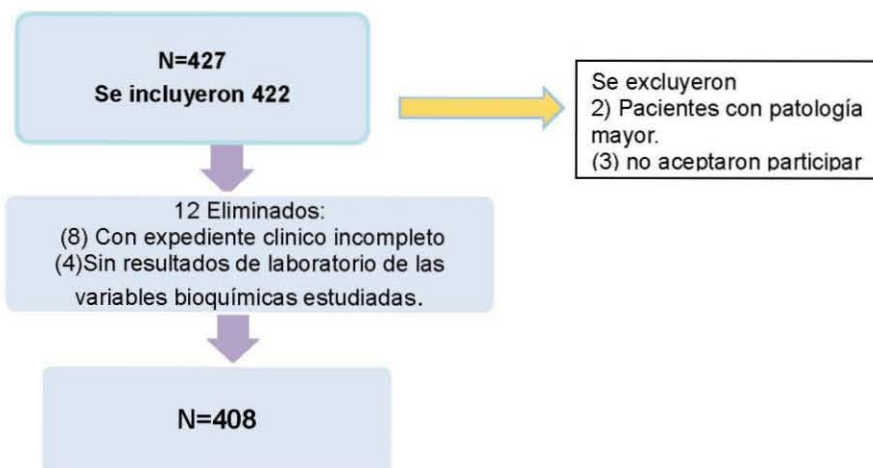 N=427
Se incluyeron 422
Se excluyeron
2) Pacientes con patología
mayor.
(3) no aceptaron participar
12 Eliminados:
(8) Con expediente clinico incompleto
(4)Sin resultados de laboratorio de las
variables bioquímicas estudiadas.
N=408